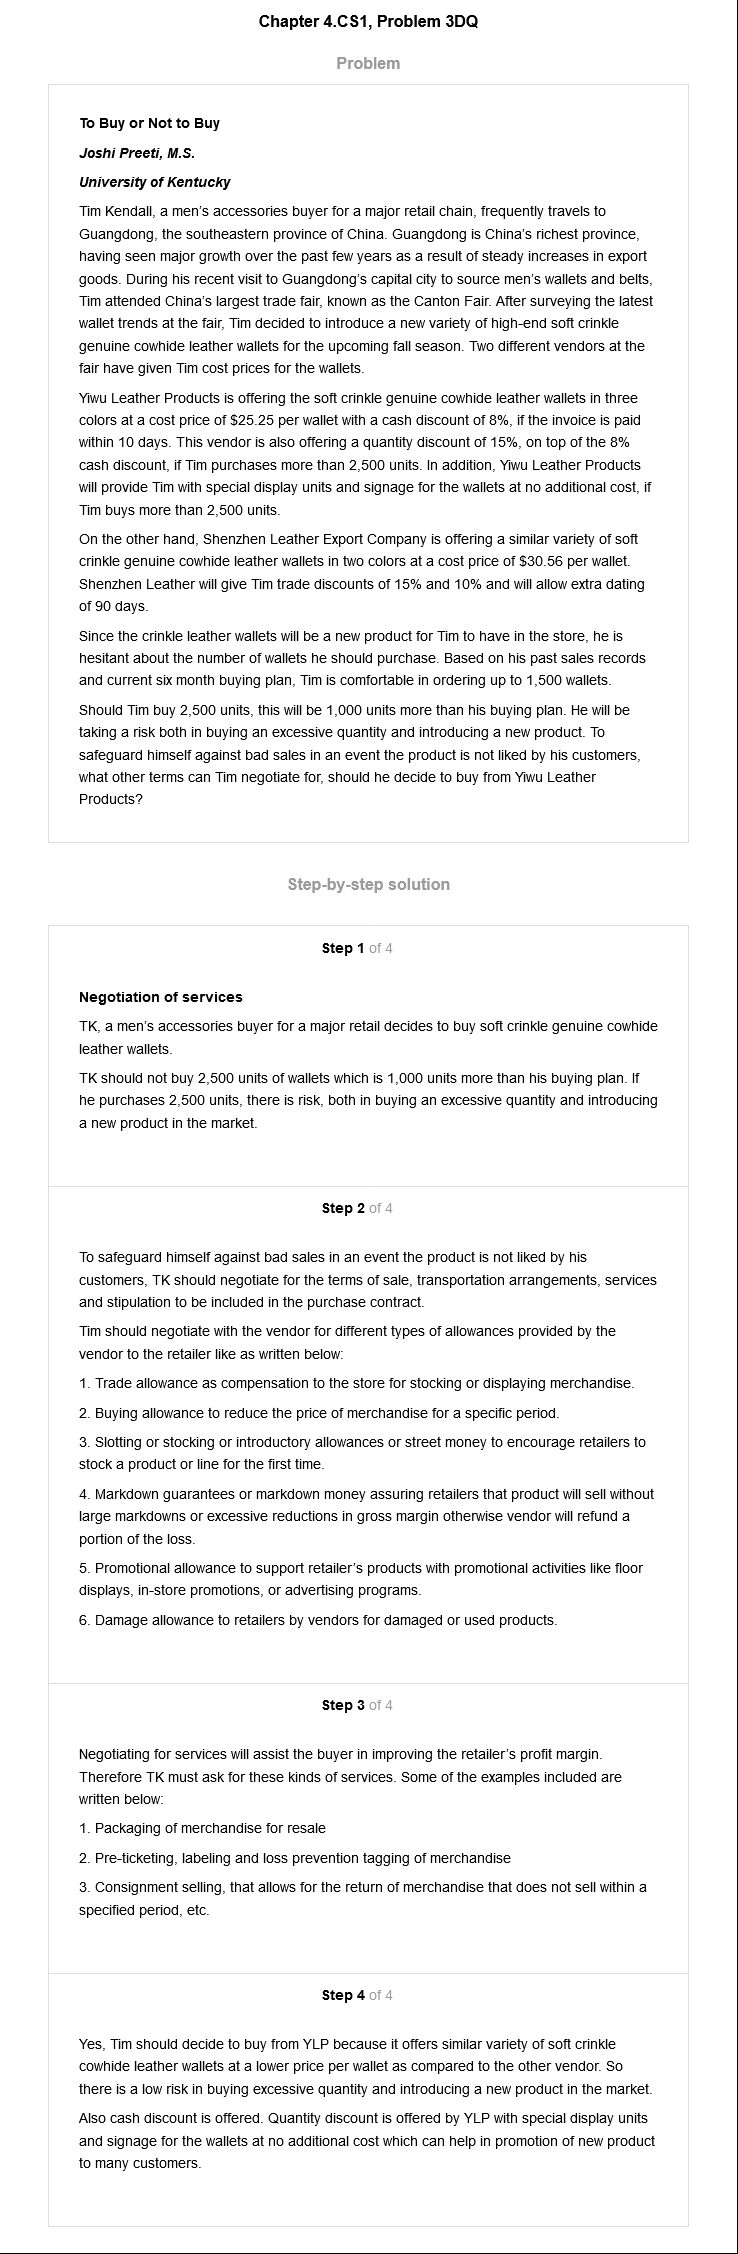 Chapter 4.CS1, Problem 3DQ
Problem
To Buy or Not to Buy
Joshi Preeti, M.S.
University of Kentucky
Tim Kendall, a men's accessories buyer for a major retail chain, frequently travels to
Guangdong, the southeastern province of China. Guangdong is China's richest province,
having seen major growth over the past few years as a result of steady increases in export
goods. During his recent visit to Guangdong's capital city to source men's wallets and belts,
Tim attended China's largest trade fair, known as the Canton Fair. After surveying the latest
wallet trends at the fair, Tim decided to introduce a new variety of high-end soft crinkle
genuine cowhide leather wallets for the upcoming fall season. Two different vendors at the
fair have given Tim cost prices for the wallets.
Yiwu Leather Products is offering the soft crinkle genuine cowhide leather wallets in three
colors at a cost price of $25.25 per wallet with a cash discount of 8%, if the invoice is paid
within 10 days. This vendor is also offering a quantity discount of 15%, on top of the 8%
cash discount, if Tim purchases more than 2,500 units. In addition, Yiwu Leather Products
will provide Tim with special display units and signage for the wallets at no additional cost, if
Tim buys more than 2,500 units.
On the other hand, Shenzhen Leather Export Company is offering a similar variety of soft
crinkle genuine cowhide leather wallets in two colors at a cost price of $30.56 per wallet.
Shenzhen Leather will give Tim trade discounts of 15% and 10% and will allow extra dating
of 90 days.
Since the crinkle leather wallets will be a new product for Tim to have in the store, he is
hesitant about the number of wallets he should purchase. Based on his past sales records
and current six month buying plan, Tim is comfortable in ordering up to 1,500 wallets.
Should Tim buy 2,500 units, this will be 1,000 units more than his buying plan. He will be
taking a risk both in buying an excessive quantity and introducing a new product. To
safeguard himself against bad sales in an event the product is not liked by his customers,
what other terms can Tim negotiate for, should he decide to buy from Yiwu Leather
Products?
Step-by-step solution
Step 1 of 4
Negotiation of services
TK, a men's accessories buyer for a major retail decides to buy soft crinkle genuine cowhide
leather wallets.
TK should not buy 2,500 units of wallets which is 1,000 units more than his buying plan. If
he purchases 2,500 units, there is risk, both in buying an excessive quantity and introducing
a new product in the market.
Step 2 of 4
To safeguard himself against bad sales in an event the product is not liked by his
customers, TK should negotiate for the terms of sale, transportation arrangements, services
and stipulation to be included in the purchase contract.
Tim should negotiate with the vendor for different types of allowances provided by the
vendor to the retailer like as written below:
1. Trade allowance as compensation to the store for stocking or displaying merchandise.
2. Buying allowance to reduce the price of merchandise for a specific period.
3. Slotting or stocking or introductory allowances or street money to encourage retailers to
stock a product or line for the first time.
4. Markdown guarantees or markdown money assuring retailers that product will sell without
large markdowns or excessive reductions in gross margin otherwise vendor will refund a
portion of the loss.
5. Promotional allowance to support retailer's products with promotional activities like floor
displays, in-store promotions, or advertising programs.
6. Damage allowance to retailers by vendors for damaged or used products.
Step 3 of 4
Negotiating for services will assist the buyer in improving the retailer's profit margin.
Therefore TK must ask for these kinds of services. Some of the examples included are
written below:
1. Packaging of merchandise for resale
2. Pre-ticketing, labeling and loss prevention tagging of merchandise
3. Consignment selling, that allows for the return of merchandise that does not sell within a
specified period, etc.
Step 4 of 4
Yes, Tim should decide to buy from YLP because it offers similar variety of soft crinkle
cowhide leather wallets at a lower price per wallet as compared to the other vendor. So
there is a low risk in buying excessive quantity and introducing a new product in the market.
Also cash discount is offered. Quantity discount is offered by YLP with special display units
and signage for the wallets at no additional cost which can help in promotion of new product
to many customers.